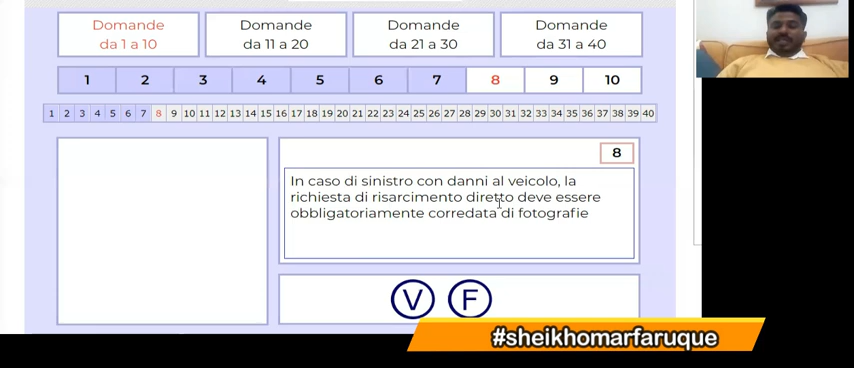 Domande
da 1 a 10
Domande
da 11 a 20
Domande
da 21 a 30
Domande
da 31 a 40
1 2 3 4 5 6 7 8 9 10
1 2 3 4 5 6 7 8 9 10 11 12 13 14 15 16 17 18 19 20 21 22 23 24 25 26 27 28 29 30 31 32 33 34 35 36 37 38 39 40
8
In caso di sinistro con danni al veicolo, la
richiesta di risarcimento diretto deve essere
obbligatoriamente corredata di fotografie
V F
#sheikhomarfaruque